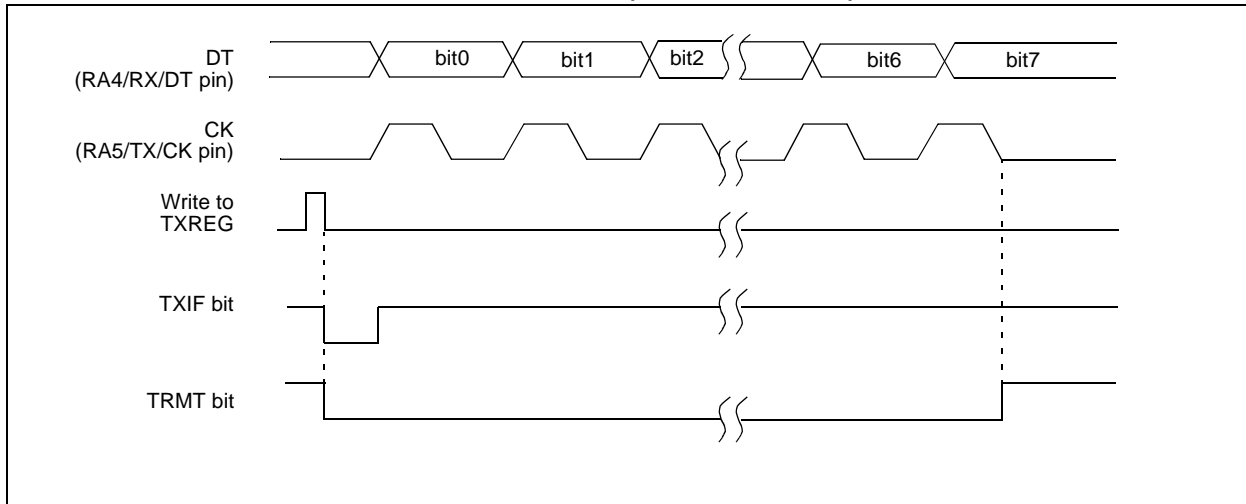 DT
(RA4/RX/DT pin)
bit0 bit1 bit2 bit6 bit7
CK
(RA5/TX/CK pin)
Write to
TXREG
TXIF bit
TRMT bit